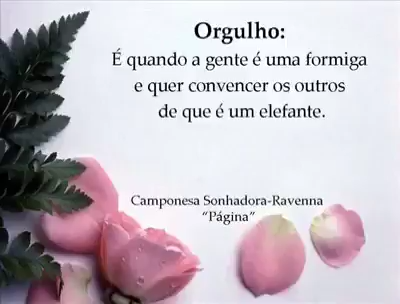 Orgulho:
É quando a gente é uma formiga
e quer convencer os outros
de que é um elefante.
Camponesa Sonhadora-Ravenna
“Página”